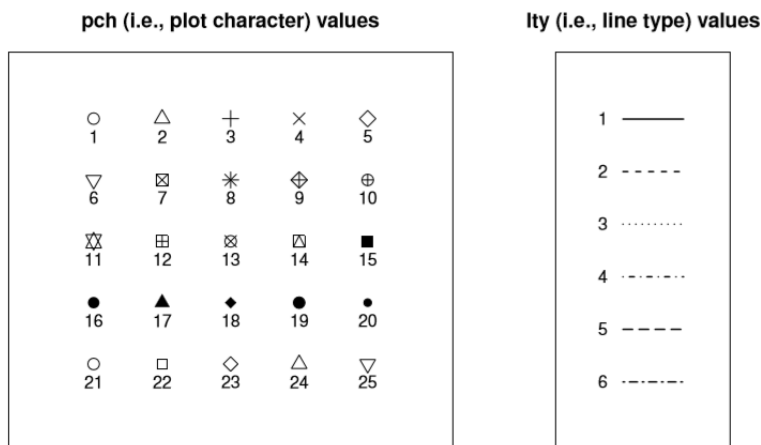 pch (i.e., plot character) values
1 2 3 4 5
6 7 8 9 10
11 12 13 14 15
16 17 18 19 20
21 22 23 24 25
lty (i.e., line type) values
1
2
3
4
5
6